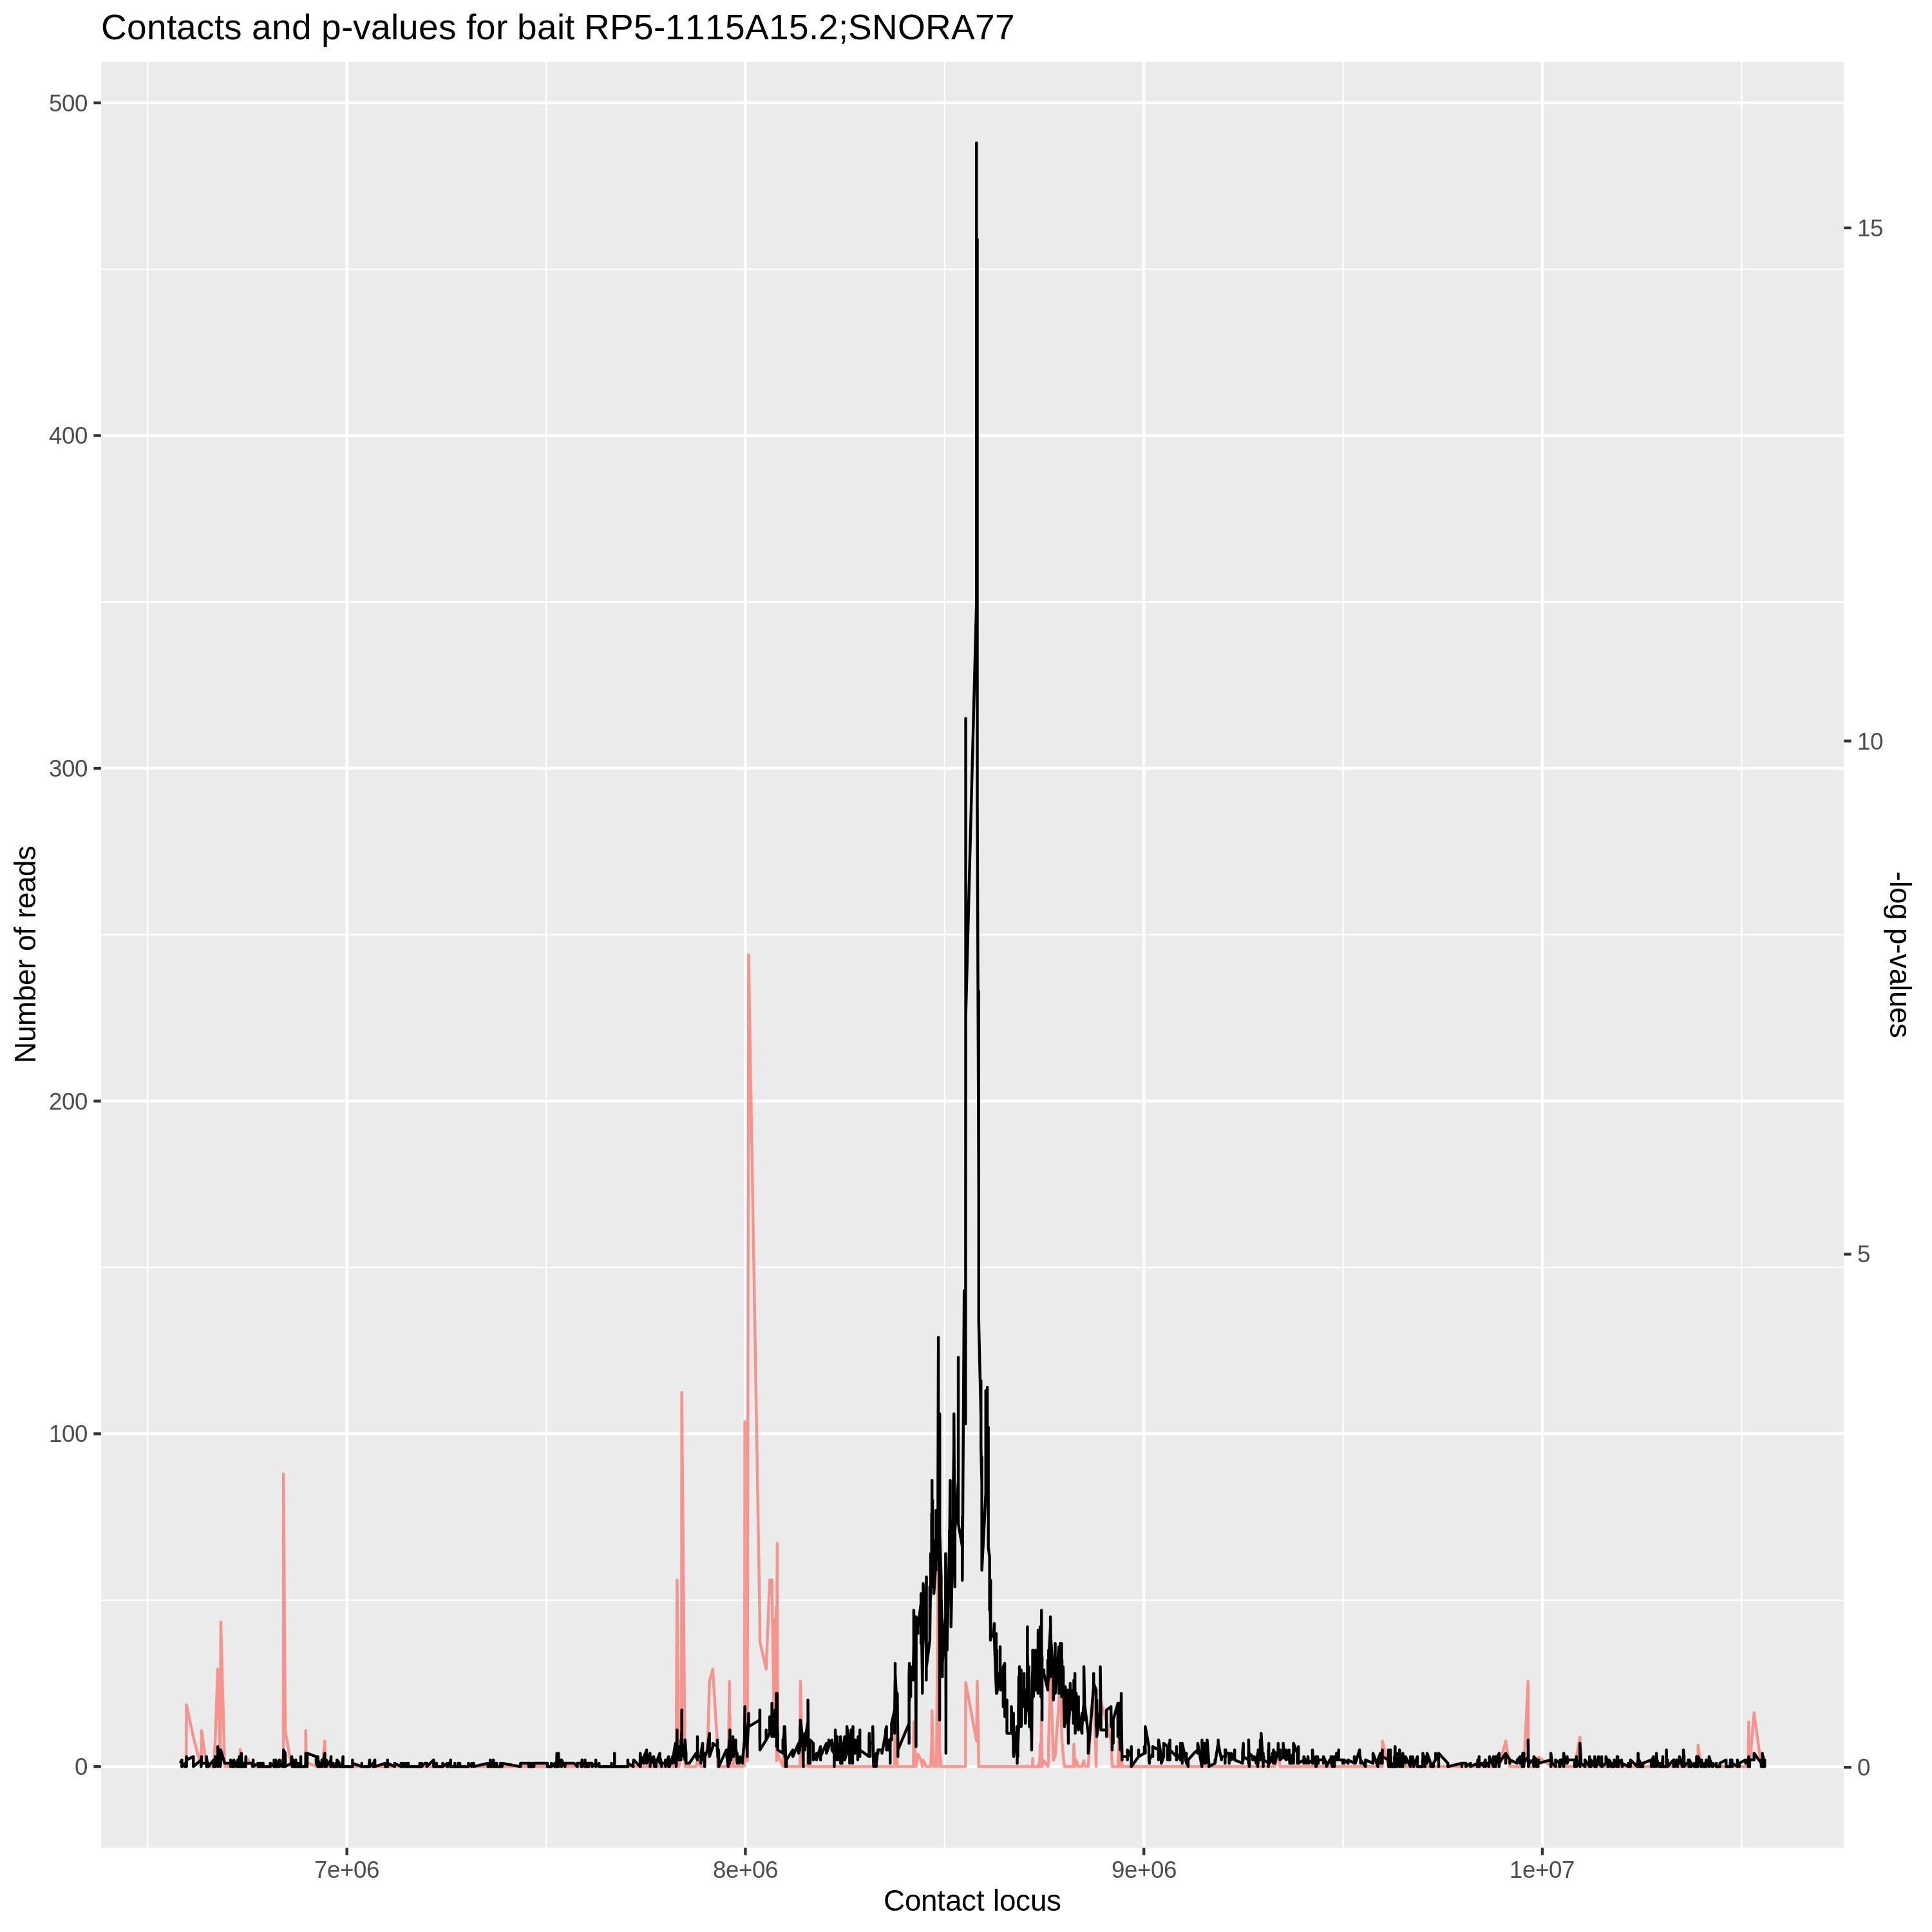 Contacts and p-values for bait RP5-1115A15.2;SNORA77
500
400
300
200
100
0
Number of reads
15
10
5
0
-log p-values
7e+06
8e+06
9e+06
1e+07
Contact locus